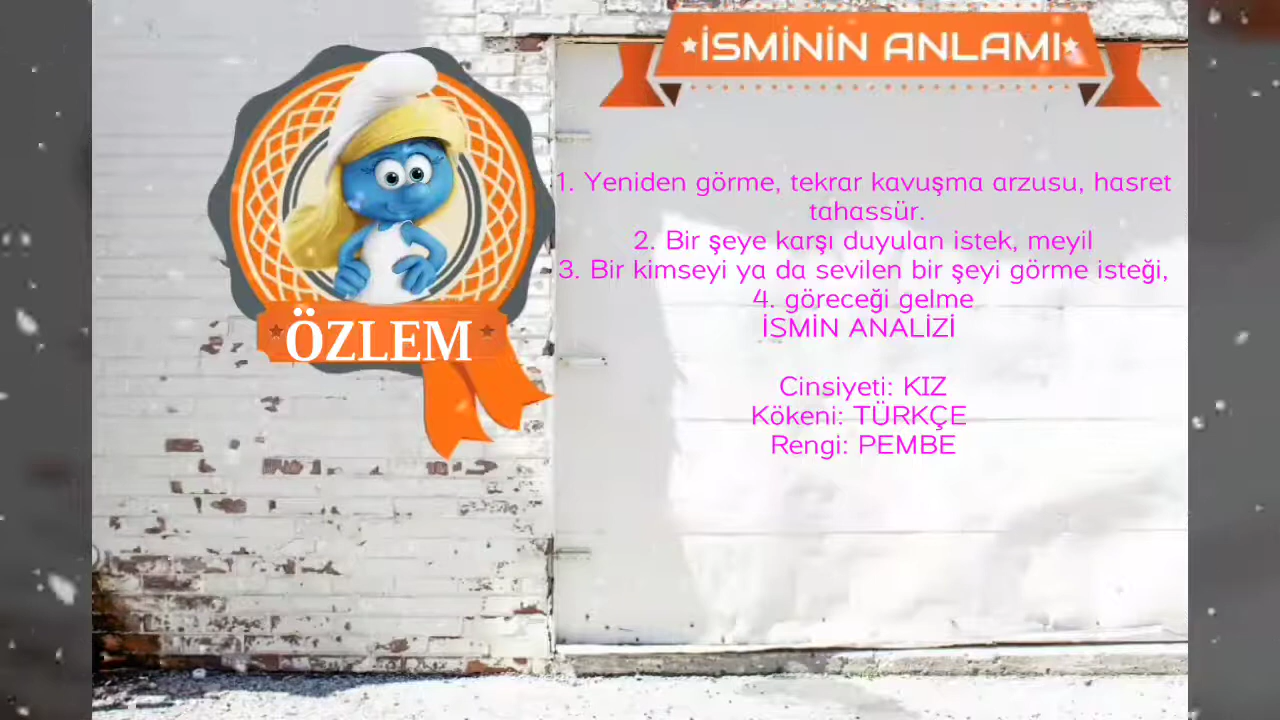 İSMİNİN ANLAMI
ÖZLEM
1. Yeniden görme, tekrar kavuşma arzusu, hasret
tahassür.
2. Bir şeye karşı duyulan istek, meyil
3. Bir kimseyi ya da sevilen bir şeyi görme isteği,
4. göreceği gelme
İSMİN ANALİZİ
Cinsiyeti: KIZ
Kökeni: TÜRKÇE
Rengi: PEMBE